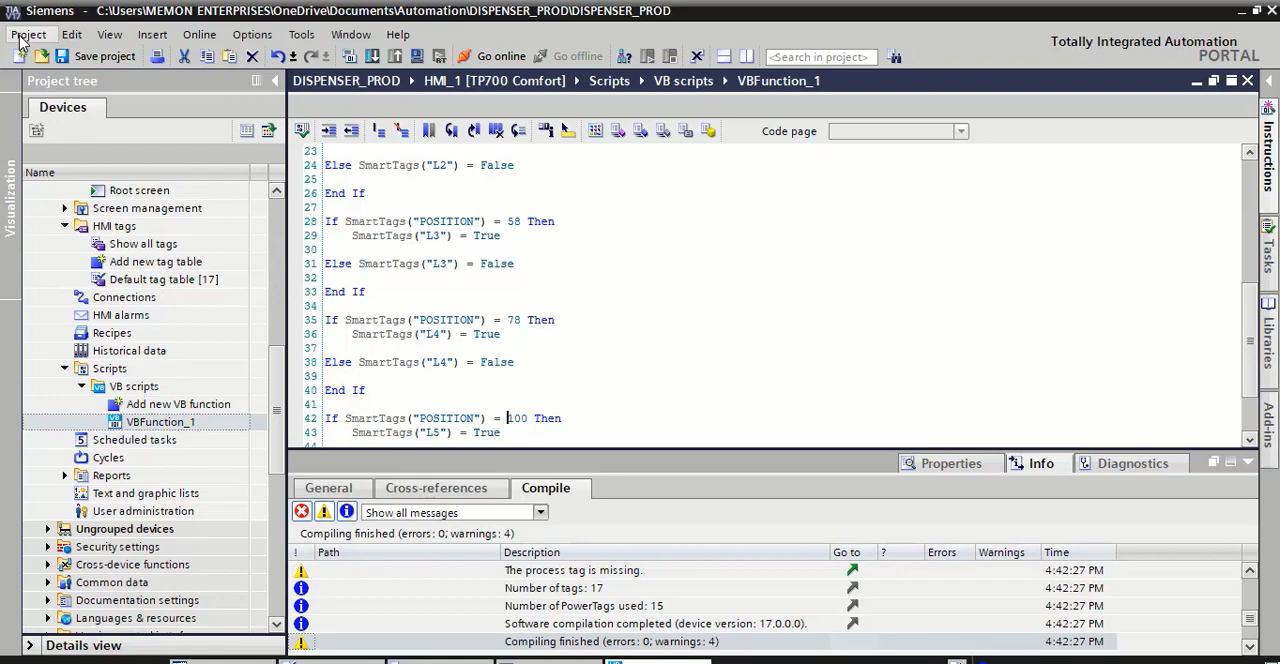 Siemens - C:\Users\MEMON ENTERPRISES\OneDrive\Documents\Automation\DISPENSER_PROD\DISPENSER_PROD
Project Edit View Insert Online Options Tools Window Help
Totally Integrated Automation
PORTAL
Save project Go online Go offline <Search in project>
Project tree
DISPENSER_PROD HMI_1 [TP700 Comfort] Scripts VB scripts VBFunction_1
Devices
Code page
Name
Root screen
Screen management
HMI tags
Show all tags
Add new tag table
Default tag table [17]
Connections
HMI alarms
Recipes
Historical data
Scripts
VB scripts
Add new VB function
VBFunction_1
Scheduled tasks
Cycles
Reports
Text and graphic lists
User administration
Ungrouped devices
Security settings
Cross-device functions
Common data
Documentation settings
Languages & resources
Details view
Visualization
23
24 Else SmartTags("L2") = False
25
26 End If
27
28 If SmartTags("POSITION") = 58 Then
29 SmartTags("L3") = True
30
31 Else SmartTags("L3") = False
32
33 End If
34
35 If SmartTags("POSITION") = 78 Then
36 SmartTags("L4") = True
37
38 Else SmartTags("L4") = False
39
40 End If
41
42 If SmartTags("POSITION") = 100 Then
43 SmartTags("L5") = True
Properties Info Diagnostics
General Cross-references Compile
Show all messages
Compiling finished (errors: 0; warnings: 4)
! Path Description Go to ? Errors Warnings Time
The process tag is missing. 4:42:27 PM
Number of tags: 17 4:42:27 PM
Number of PowerTags used: 15 4:42:27 PM
Software compilation completed (device version: 17.0.0.0). 4:42:27 PM
Compiling finished (errors: 0; warnings: 4) 4:42:27 PM
Instructions
Tasks
Libraries
Add-ins